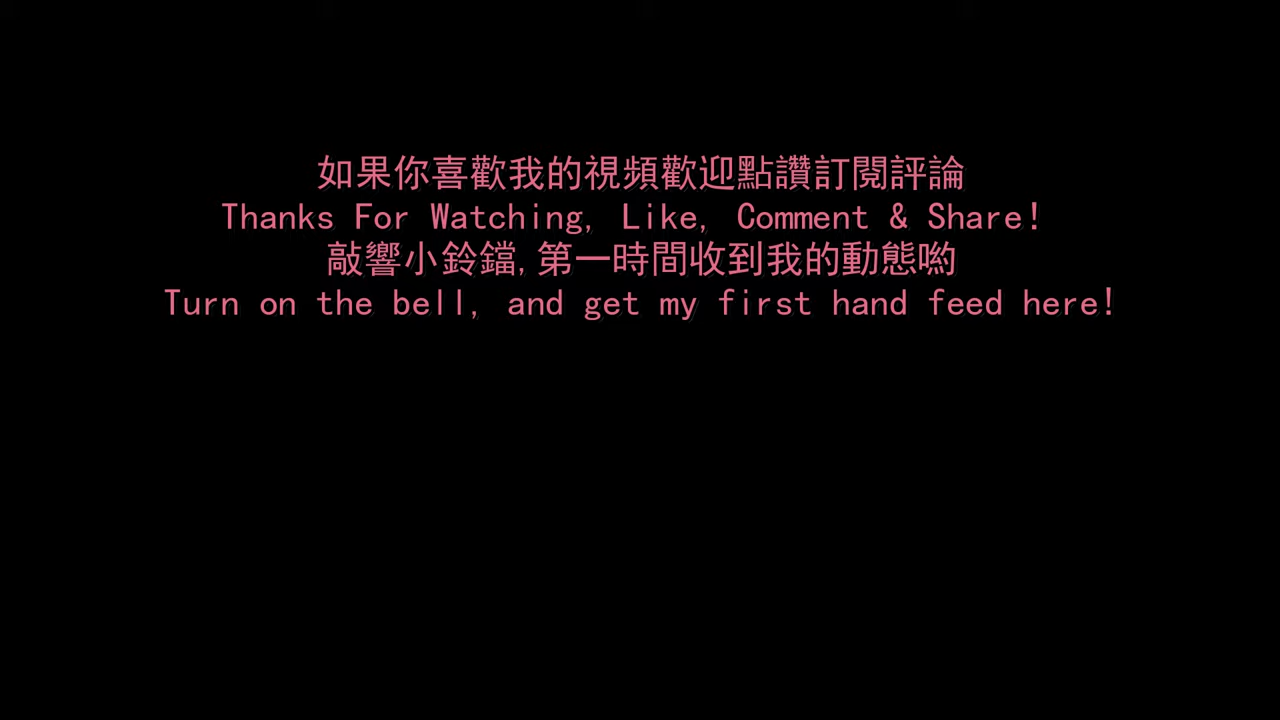 如果你喜歡我的視頻歡迎點讚訂閱評論
Thanks For Watching, Like, Comment & Share!
敲響小鈴鐺,第一時間收到我的動態喲
Turn on the bell, and get my first hand feed here!